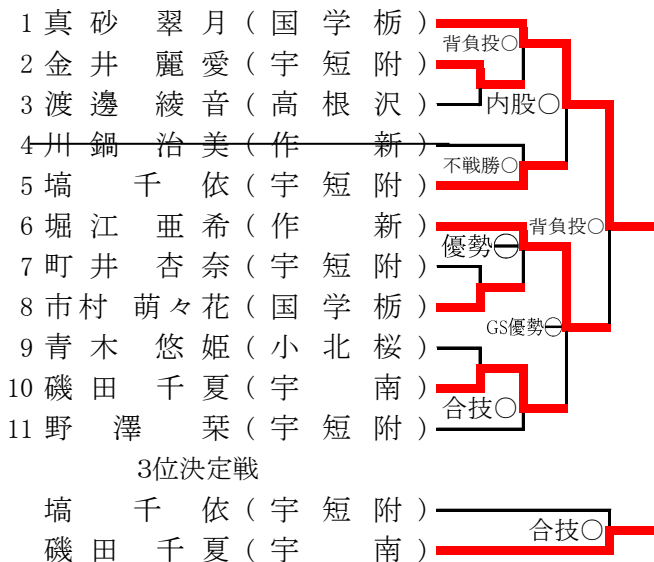 1 真砂 翠月(国学栃)
背負投○
2 金井 麗愛(宇短附)
3 渡邊 綾音(高根沢)
内股○
4 川鍋 治美(作新)
不戦勝○
5 塙 千依(宇短附)
6 堀江 亜希(作新)
背負投○
優勢○
7 町井 杏奈(宇短附)
8 市村 萌々花(国学栃)
GS優勢○
9 青木 悠姫(小北桜)
10 磯田 千夏(宇南)
合技○
11 野澤 栞(宇短附)
3位決定戦
塙 千依(宇短附)
合技○
磯田 千夏(宇南)